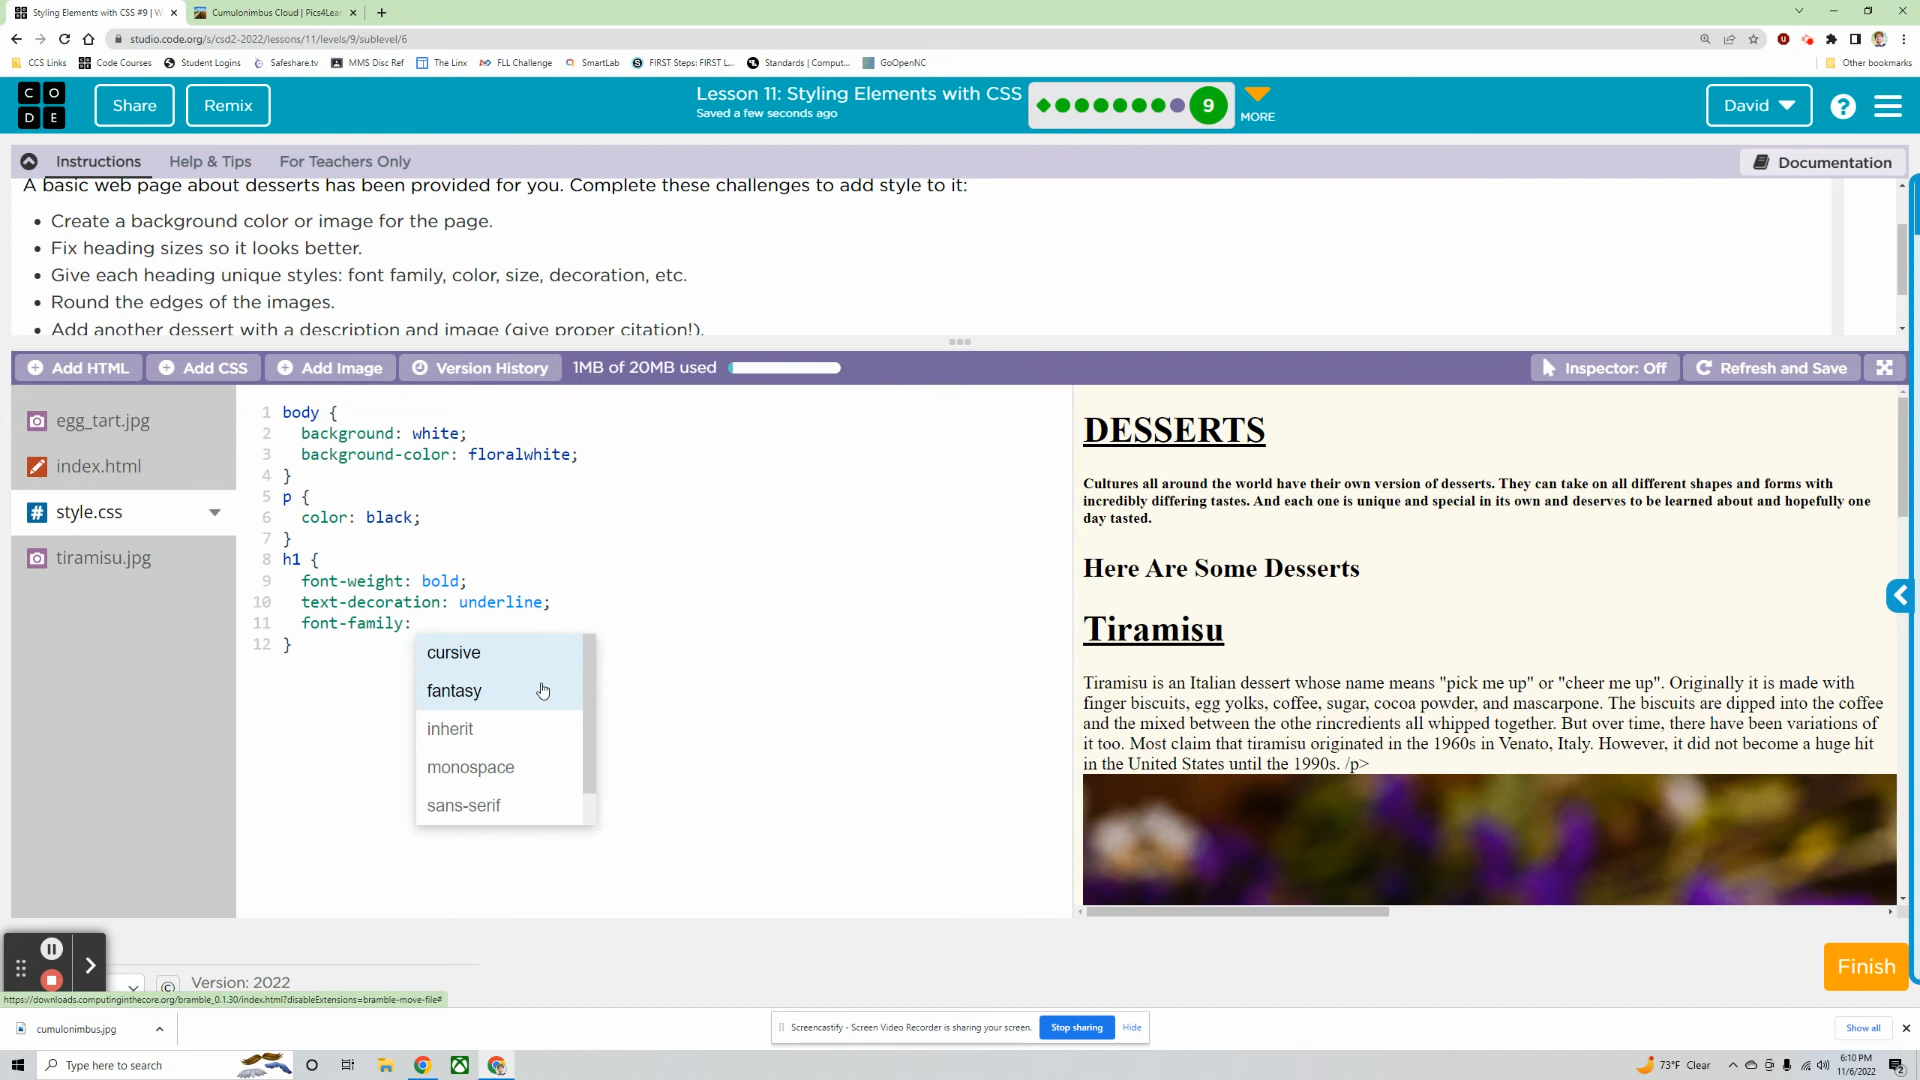 Styling Elements with CSS #9 | W
Cumulonimbus Cloud | Pics4Lear
studio.code.org/s/csd2-2022/lessons/11/levels/9/sublevel/6
CCS Links
Code Courses
Student Logins
Safeshare.tv
MMS Disc Ref
The Linx
FLL Challenge
SmartLab
FIRST Steps: FIRST L...
Standards | Comput...
GoOpenNC
Other bookmarks
C O D E
Share
Remix
Lesson 11: Styling Elements with CSS
Saved a few seconds ago
9
MORE
David
Instructions
Help & Tips
For Teachers Only
Documentation
A basic web page about desserts has been provided for you. Complete these challenges to add style to it:
• Create a background color or image for the page.
• Fix heading sizes so it looks better.
• Give each heading unique styles: font family, color, size, decoration, etc.
• Round the edges of the images.
• Add another dessert with a description and image (give proper citation!).
Add HTML
Add CSS
Add Image
Version History
1MB of 20MB used
Inspector: Off
Refresh and Save
egg_tart.jpg
index.html
style.css
tiramisu.jpg
1 body {
2 background: white;
3 background-color: floralwhite;
4 }
5 p {
6 color: black;
7 }
8 h1 {
9 font-weight: bold;
10 text-decoration: underline;
11 font-family:
12 }
cursive
fantasy
inherit
monospace
sans-serif
DESSERTS
Cultures all around the world have their own version of desserts. They can take on all different shapes and forms with
incredibly differing tastes. And each one is unique and special in its own and deserves to be learned about and hopefully one
day tasted.
Here Are Some Desserts
Tiramisu
Tiramisu is an Italian dessert whose name means "pick me up" or "cheer me up". Originally it is made with
finger biscuits, egg yolks, coffee, sugar, cocoa powder, and mascarpone. The biscuits are dipped into the coffee
and the mixed between the othe rincredients all whipped together. But over time, there have been variations of
it too. Most claim that tiramisu originated in the 1960s in Venato, Italy. However, it did not become a huge hit
in the United States until the 1990s. /p>
Finish
Version: 2022
https://downloads.computinginthecore.org/bramble_0.1.30/index.html?disableExtensions=bramble-move-file#
cumulonimbus.jpg
Screencastify - Screen Video Recorder is sharing your screen.
Stop sharing
Hide
Show all
Type here to search
73°F Clear
6:10 PM
11/6/2022
2